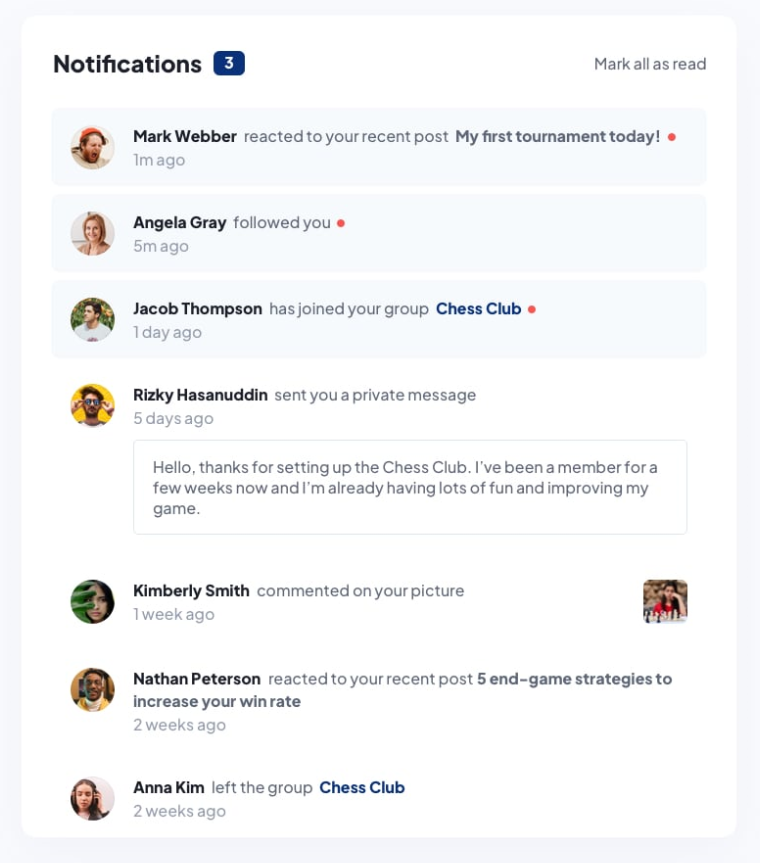 Notifications 3 Mark all as read
Mark Webber reacted to your recent post My first tournament today!
1m ago
Angela Gray followed you
5m ago
Jacob Thompson has joined your group Chess Club
1 day ago
Rizky Hasanuddin sent you a private message
5 days ago
Hello, thanks for setting up the Chess Club. I’ve been a member for a
few weeks now and I’m already having lots of fun and improving my
game.
Kimberly Smith commented on your picture
1 week ago
Nathan Peterson reacted to your recent post 5 end-game strategies to
increase your win rate
2 weeks ago
Anna Kim left the group Chess Club
2 weeks ago